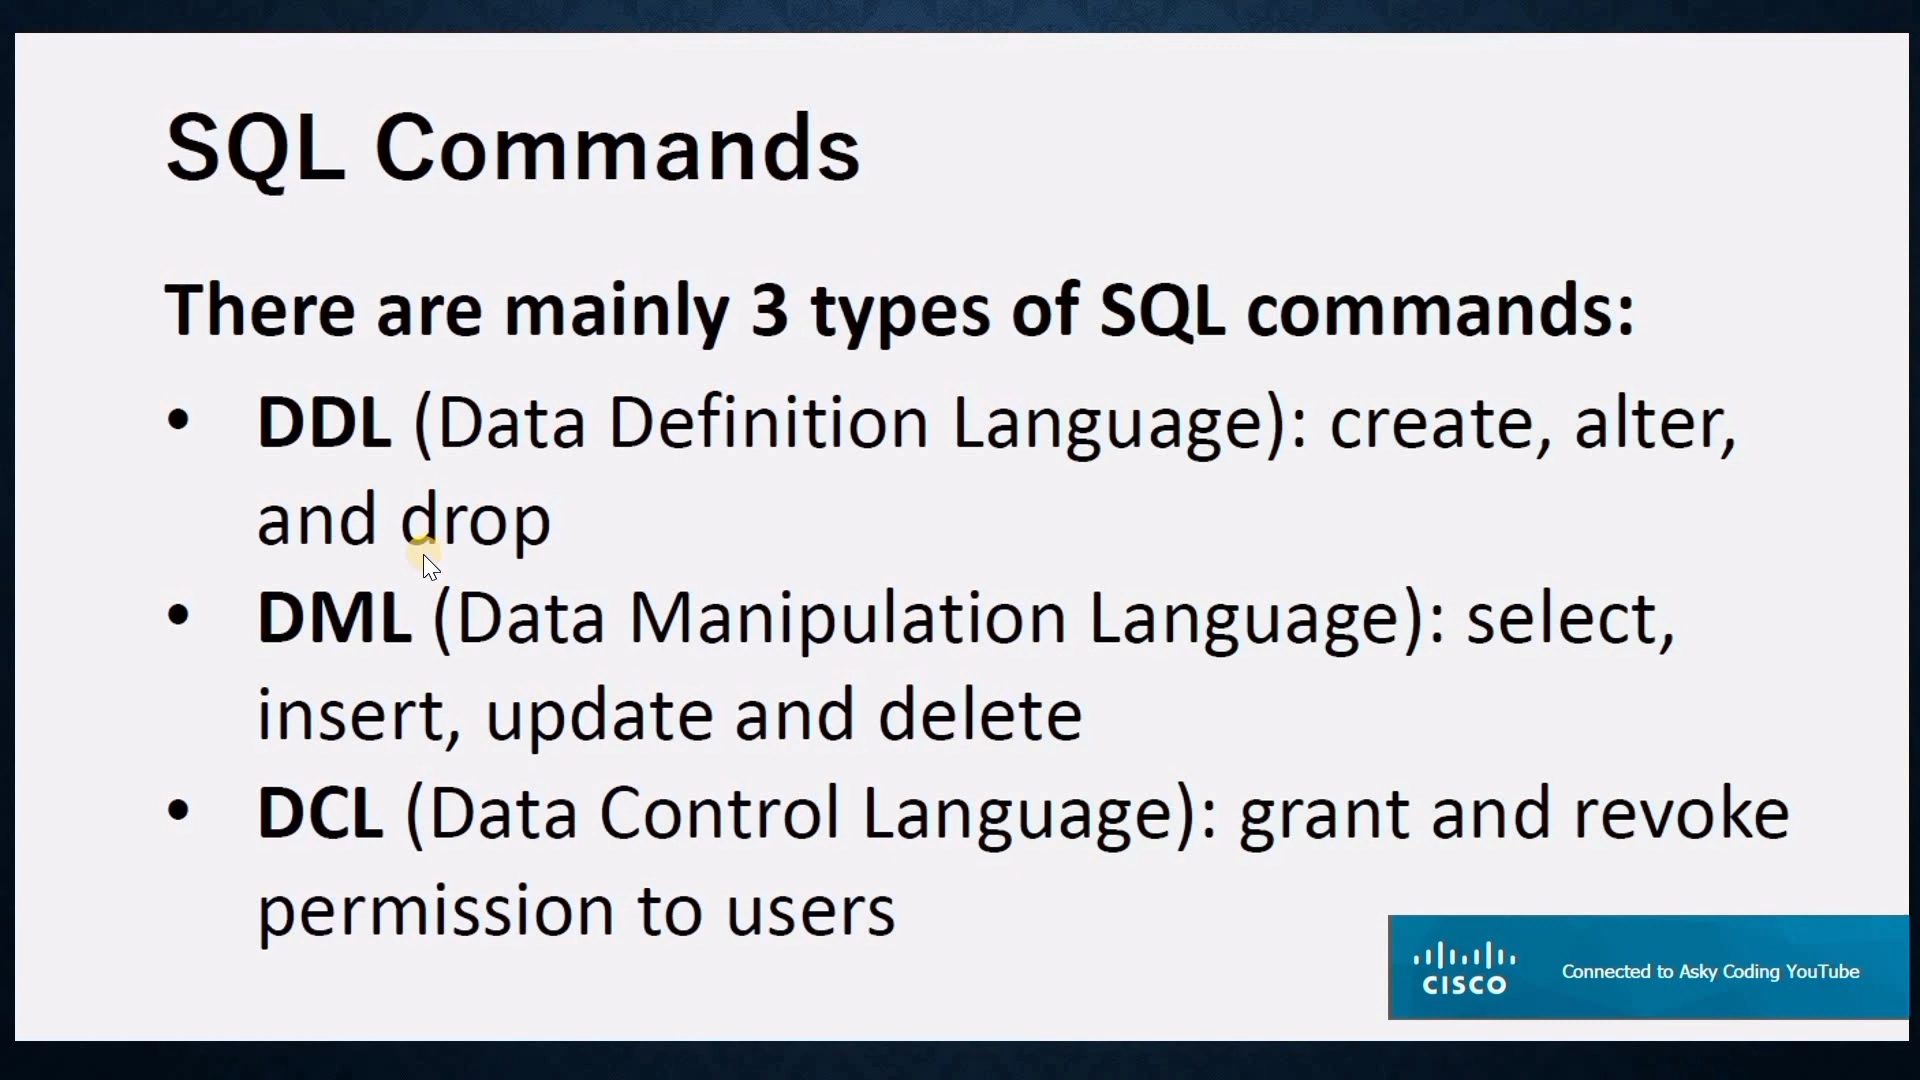 SQL Commands
There are mainly 3 types of SQL commands:
• DDL (Data Definition Language): create, alter,
and drop
• DML (Data Manipulation Language): select,
insert, update and delete
• DCL (Data Control Language): grant and revoke
permission to users
CISCO
Connected to Asky Coding YouTube